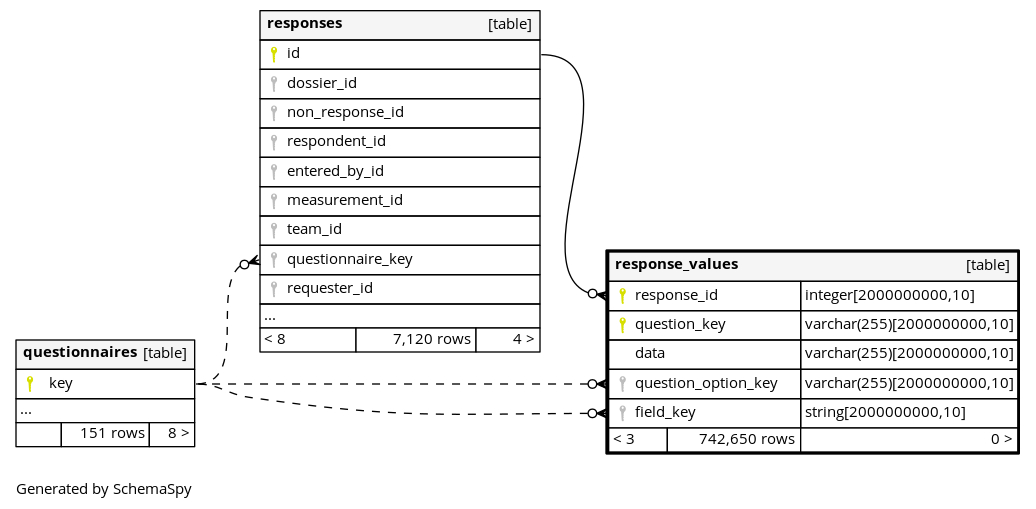 responses [table]
id
dossier_id
non_response_id
respondent_id
entered_by_id
measurement_id
team_id
questionnaire_key
requester_id
...
< 8 7,120 rows 4 >
questionnaires [table]
key
...
151 rows 8 >
response_values [table]
response_id integer[2000000000,10]
question_key varchar(255)[2000000000,10]
data varchar(255)[2000000000,10]
question_option_key varchar(255)[2000000000,10]
field_key string[2000000000,10]
< 3 742,650 rows 0 >
Generated by SchemaSpy